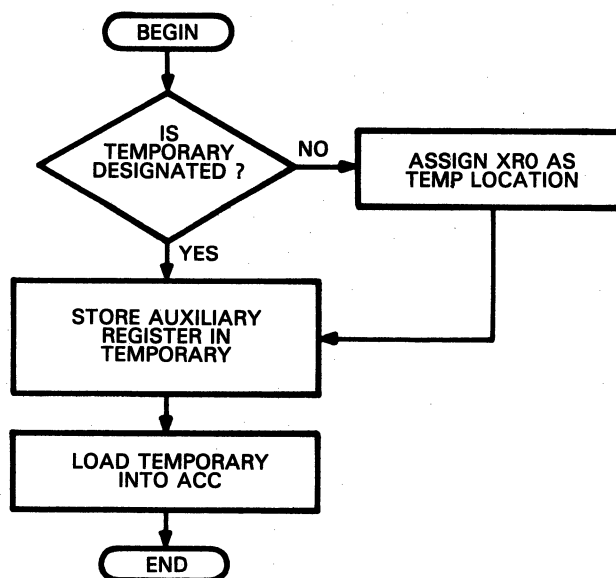 BEGIN
IS
TEMPORARY
DESIGNATED ?
NO
ASSIGN XR0 AS
TEMP LOCATION
YES
STORE AUXILIARY
REGISTER IN
TEMPORARY
LOAD TEMPORARY
INTO ACC
END